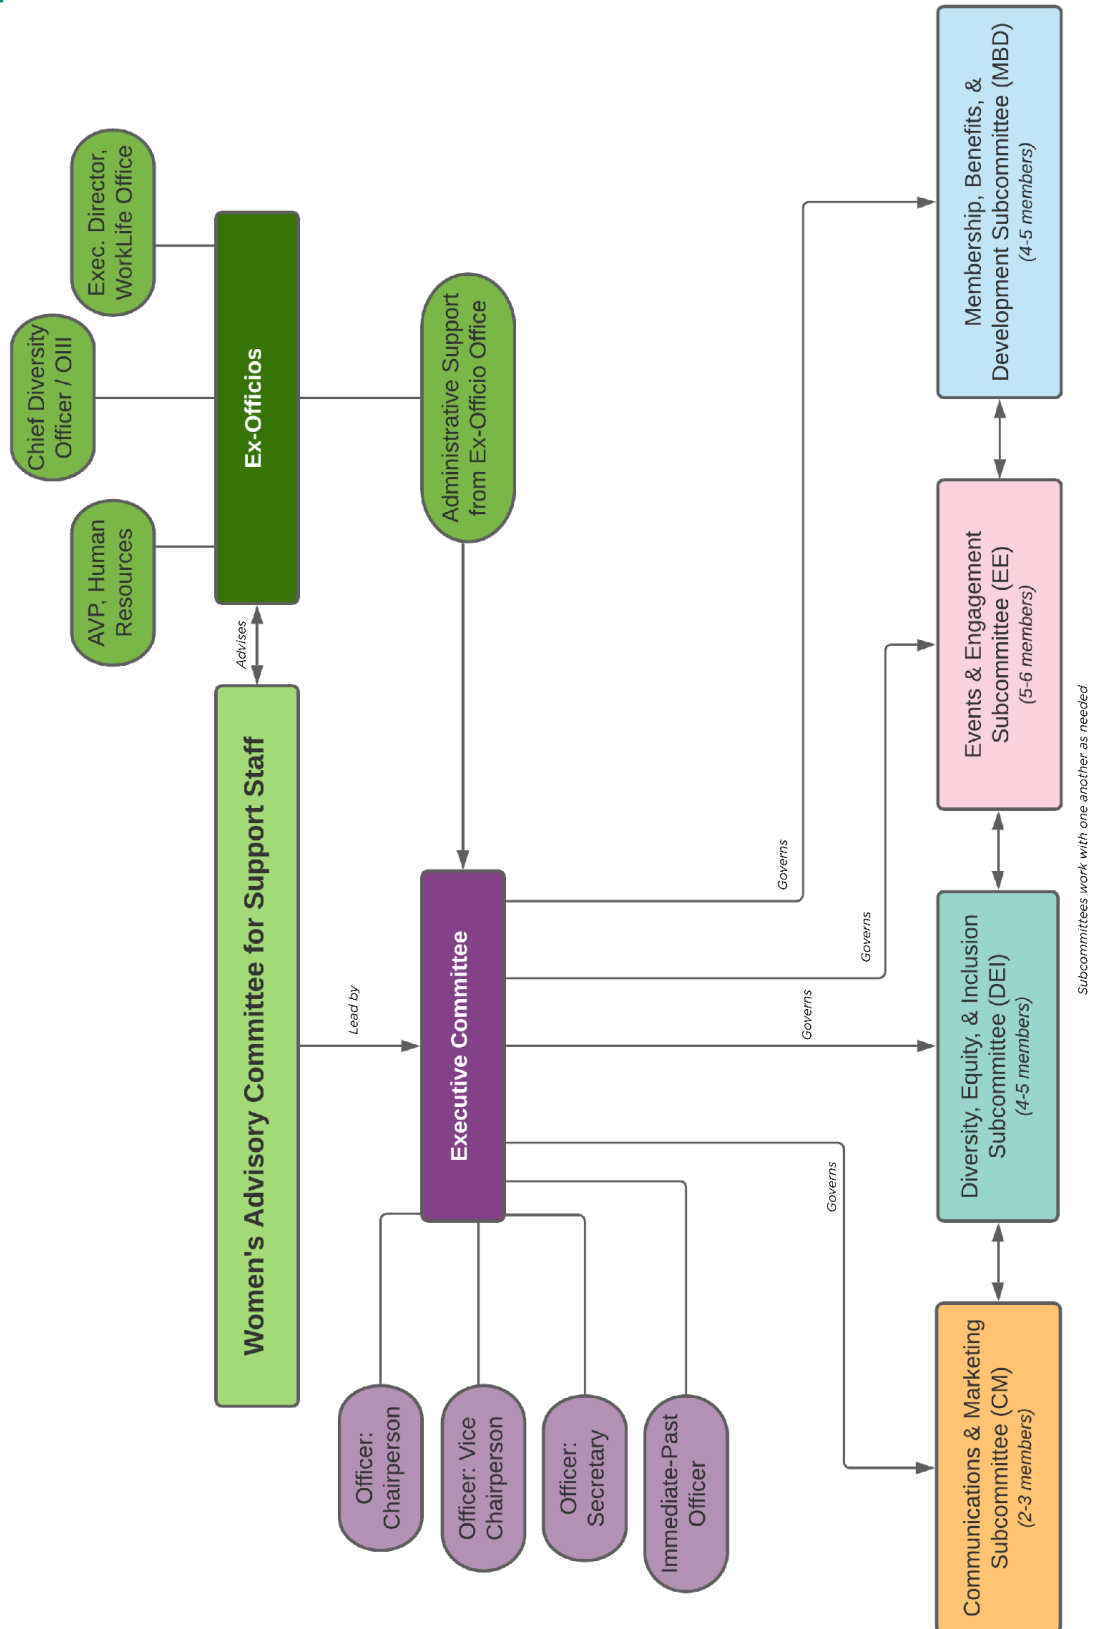 Chief Diversity
Officer / OIII
AVP, Human
Resources
Exec. Director,
WorkLife Office
Women's Advisory Committee for Support Staff
Advises
Ex-Officios
Lead by
Officer:
Chairperson
Officer: Vice
Chairperson
Officer:
Secretary
Immediate-Past
Officer
Executive Committee
Administrative Support
from Ex-Officio Office
Governs
Governs
Governs
Governs
Communications & Marketing
Subcommittee (CM)
(2-3 members)
Diversity, Equity, & Inclusion
Subcommittee (DEI)
(4-5 members)
Events & Engagement
Subcommittee (EE)
(5-6 members)
Membership, Benefits, &
Development Subcommittee (MBD)
(4-5 members)
Subcommittees work with one another as needed